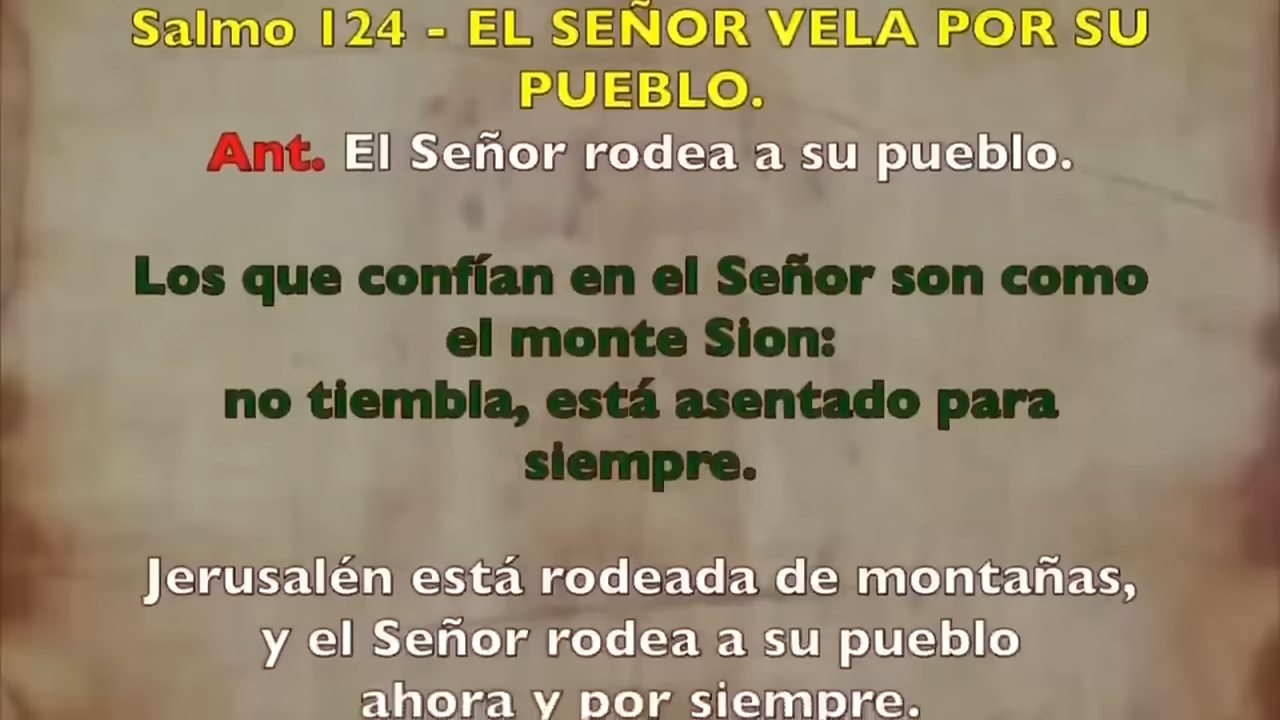 Salmo 124 - EL SEÑOR VELA POR SU
PUEBLO.
Ant. El Señor rodea a su pueblo.
Los que confían en el Señor son como
el monte Sion:
no tiembla, está asentado para
siempre.
Jerusalén está rodeada de montañas,
y el Señor rodea a su pueblo
ahora y por siempre.